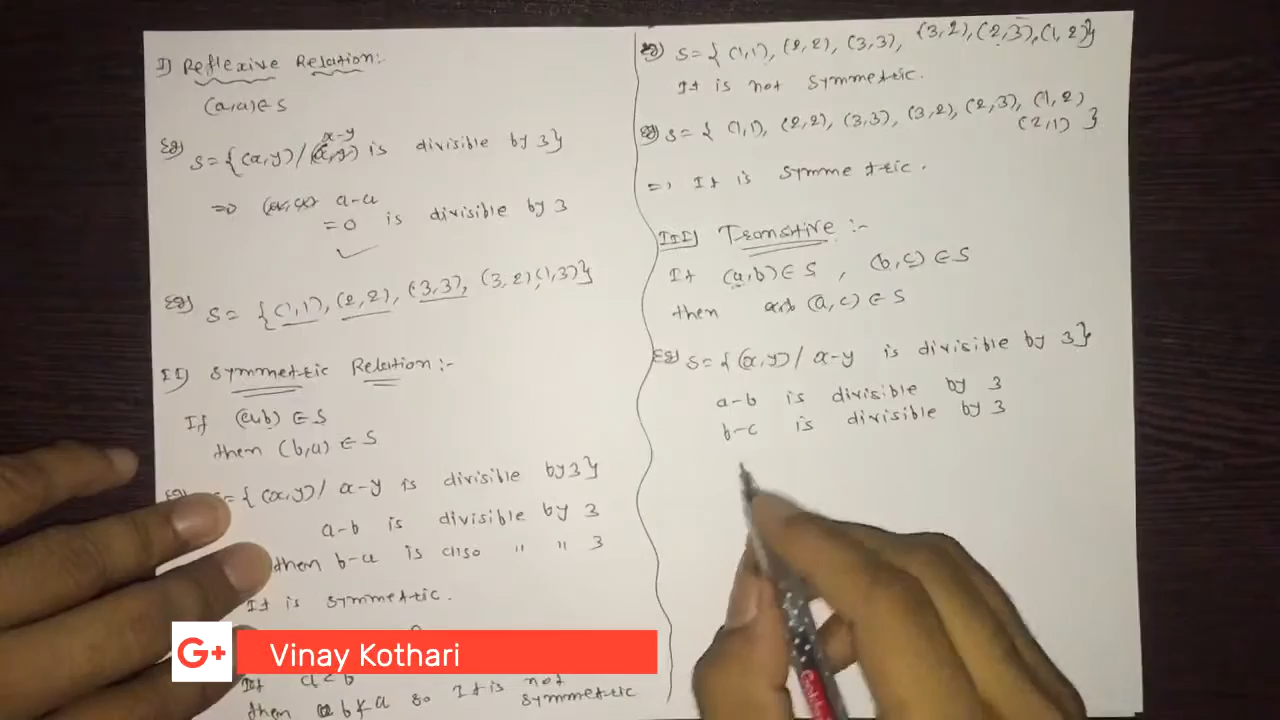 I) Reflexive Relation:-
(a,a) ∈ S
Eg) S = { (x,y) / x-y is divisible by 3}
=> a-a
= 0 is divisible by 3
Eg) S = { (1,1), (2,2), (3,3), (3,2), (1,3)}
II) Symmetric Relation :-
If (a,b) ∈ S
then (b,a) ∈ S
S = { (x,y) / x-y is divisible by 3}
a-b is divisible by 3
then b-a is also " " 3
It is symmetric.
If a < b
then b ≮ a so It is not symmetric
Eg) S = { (1,1), (2,2), (3,3), (3,2), (2,3), (1,2)}
It is not symmetric.
Eg) S = { (1,1), (2,2), (3,3), (3,2), (2,3), (1,2)
(2,1) }
=> It is symmetric.
III) Transitive :-
If (a,b) ∈ S , (b,c) ∈ S
then (a,c) ∈ S
Eg) S = { (x,y) / x-y is divisible by 3}
a-b is divisible by 3
b-c is divisible by 3
G+ Vinay Kothari